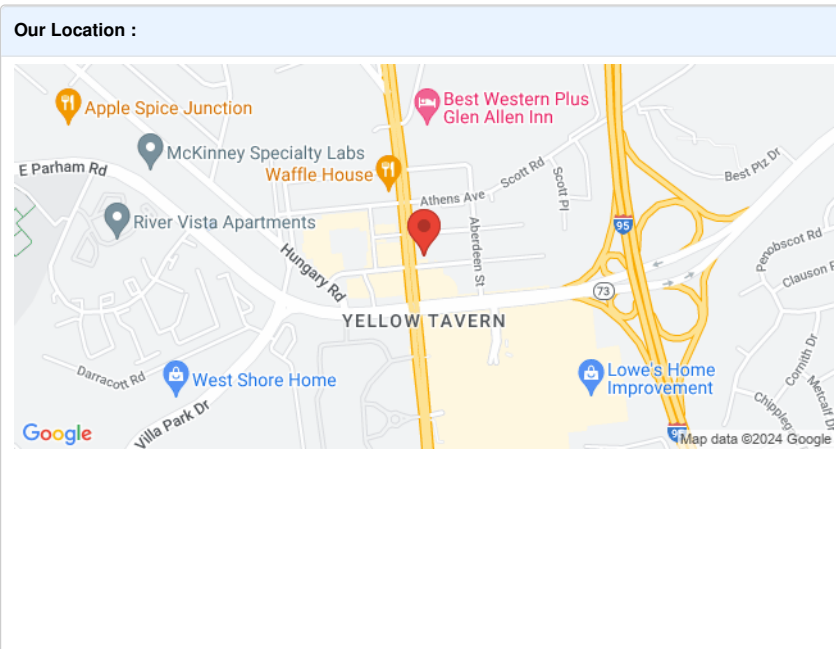 Our Location :
Apple Spice Junction
Best Western Plus
Glen Allen Inn
McKinney Specialty Labs
E Parham Rd
Waffle House
Scott Rd
Best Plz Dr
Scott Pl
Athens Ave
River Vista Apartments
95
Aberdeen St
Penobscot Rd
Hungary Rd
Clauson
73
YELLOW TAVERN
Cornith Dr
Darracott Rd
West Shore Home
Lowe's Home
Improvement
Metcalf Dr
Villa Park Dr
Google
Map data ©2024 Google